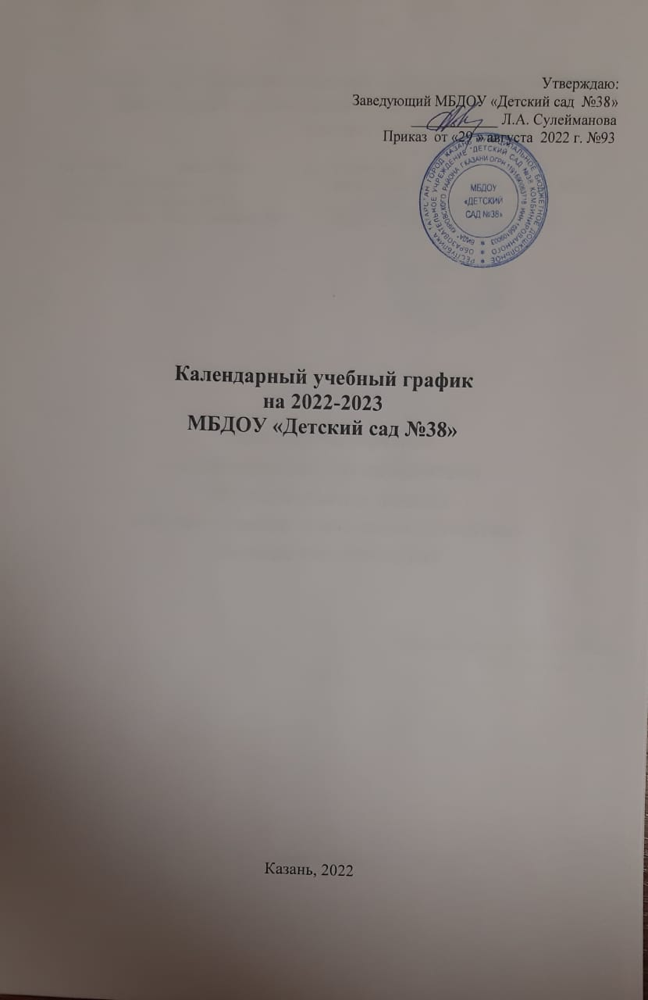 Утверждаю:
Заведующий МБДОУ «Детский сад №38»
____________ Л.А. Сулейманова
Приказ от «29 » августа 2022 г. №93
МБДОУ
«ДЕТСКИЙ
САД №38»
Календарный учебный график
на 2022-2023
МБДОУ «Детский сад №38»
Казань, 2022